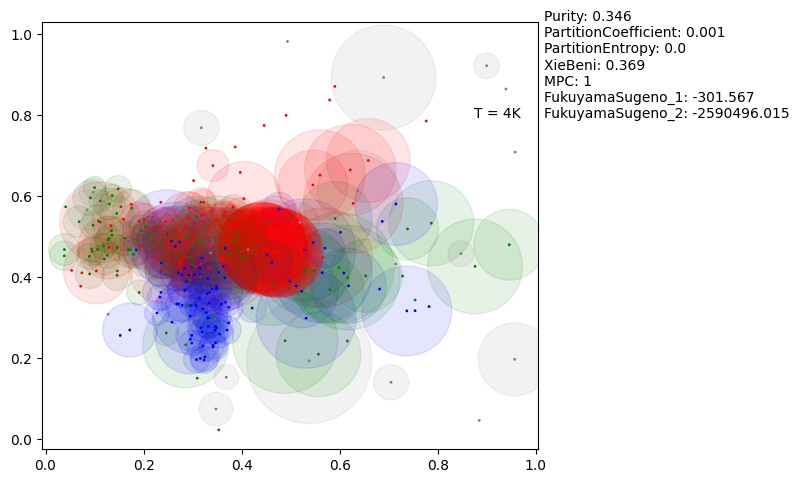 Purity: 0.346
PartitionCoefficient: 0.001
PartitionEntropy: 0.0
XieBeni: 0.369
MPC: 1
FukuyamaSugeno_1: -301.567
FukuyamaSugeno_2: -2590496.015
T = 4K
1.0
0.8
0.6
0.4
0.2
0.0
0.0 0.2 0.4 0.6 0.8 1.0